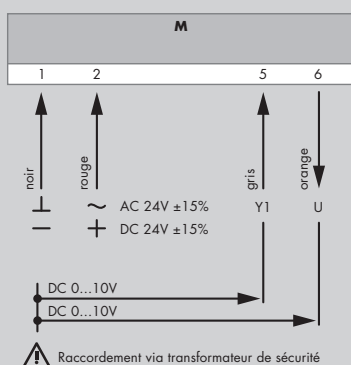 M
1 2 5 6
noir
rouge
gris
orange
⊥ ~ AC 24V ±15% Y1 U
− + DC 24V ±15%
DC 0...10V
DC 0...10V
Raccordement via transformateur de sécurité